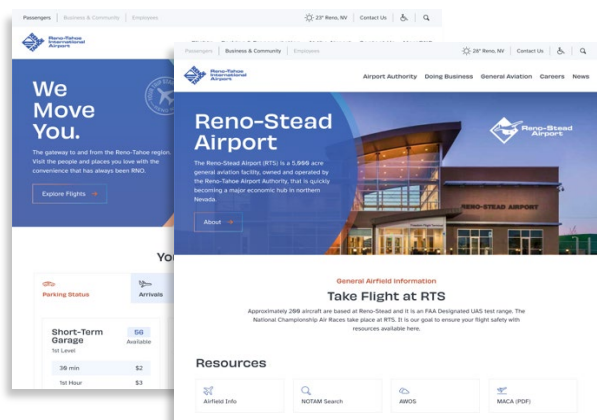 Passengers
Business & Community
Employees
23° Reno, NV
Contact Us
Reno-Tahoe
International
Airport
We
Move
You.
The gateway to and from the Reno-Tahoe region.
Visit the people and places you love with the
convenience that has always been RNO.
Explore Flights
Parking Status
Arrivals
Short-Term
Garage
1st Level
56
Available
30 min
$2
1st Hour
$3
Passengers
Business & Community
Employees
26° Reno, NV
Contact Us
Reno-Tahoe
International
Airport
Airport Authority
Doing Business
General Aviation
Careers
News
Reno-Stead
Airport
The Reno-Stead Airport (RTS) is a 5,000 acre
general aviation facility, owned and operated by
the Reno-Tahoe Airport Authority, that is quickly
becoming a major economic hub in northern
Nevada.
About
Reno-Stead
Airport
RENO-STEAD AIRPORT
General Airfield Information
Take Flight at RTS
Approximately 200 aircraft are based at Reno-Stead and it is an FAA Designated UAS test range. The
National Championship Air Races take place at RTS. It is our goal to ensure your flight safety with
resources available here.
Resources
Airfield Info
NOTAM Search
AWOS
MACA (PDF)